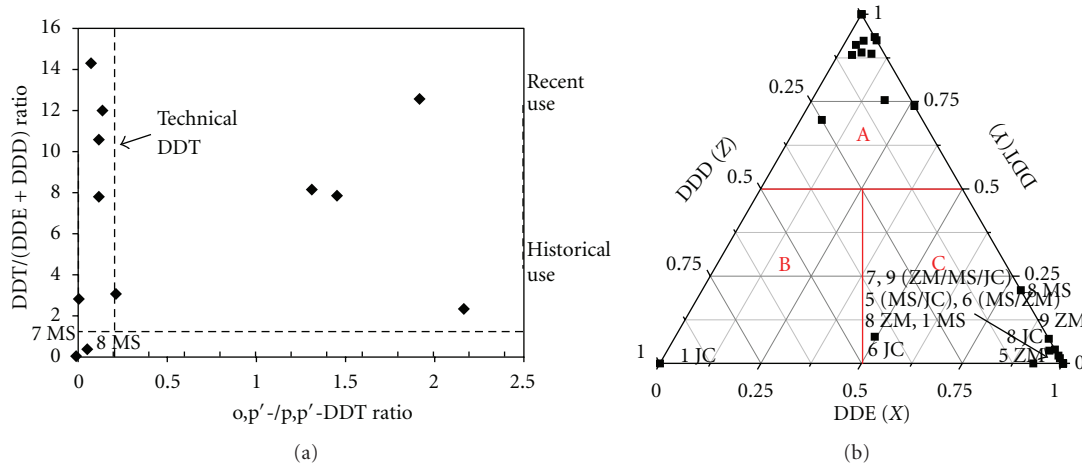 16
14
12
10
8
6
4
2
0
DDT/(DDE + DDD) ratio
Technical
DDT
Recent
use
Historical
use
7 MS
8 MS
0
0.5
1
1.5
2
2.5
o,p′-/p,p′-DDT ratio
(a)
1
0.25
0.75
DDD (Z)
DDT(Y)
A
0.5
0.5
B
C
0.75
0.25
7, 9 (ZM/MS/JC)
8 MS
5 (MS/JC), 6 (MS/ZM)
8 ZM, 1 MS
9 ZM
8 JC
6 JC
1
1 JC
5 ZM
0
0.25
0.5
0.75
1
DDE (X)
(b)